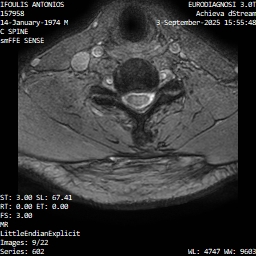 IFOULIS ANTONIOS
EURODIAGNOSI 3.0T
157958
Achieva dStream
14-January-1974 M
3-September-2025 15:55:48
C SPINE
smFFE SENSE
ST: 3.00 SL: 67.41
RT: 0.00 ET: 0.00
FS: 3.00
MR
LittleEndianExplicit
Images: 9/22
Series: 602
WL: 4747 WW: 9603